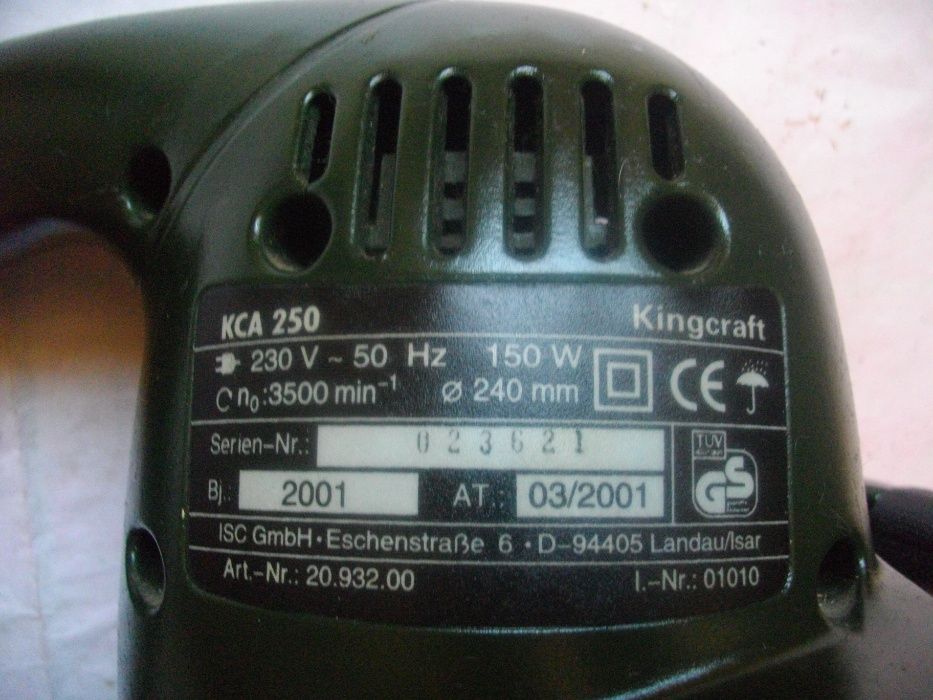 KCA 250 Kingcraft
230 V ~ 50 Hz 150 W
n₀:3500 min⁻¹ ⌀ 240 mm CE
Serien-Nr.: 023621
TÜV
GS
Bj.: 2001 AT.: 03/2001
ISC GmbH · Eschenstraße 6 · D-94405 Landau/Isar
Art.-Nr.: 20.932.00 I.-Nr.: 01010